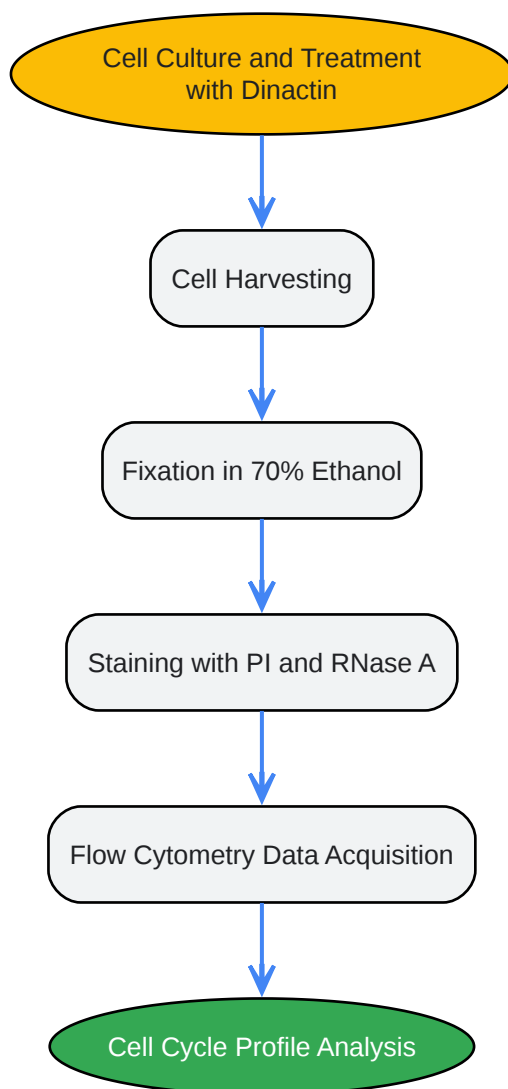 Cell Culture and Treatment
with Dinactin
Cell Harvesting
Fixation in 70% Ethanol
Staining with PI and RNase A
Flow Cytometry Data Acquisition
Cell Cycle Profile Analysis